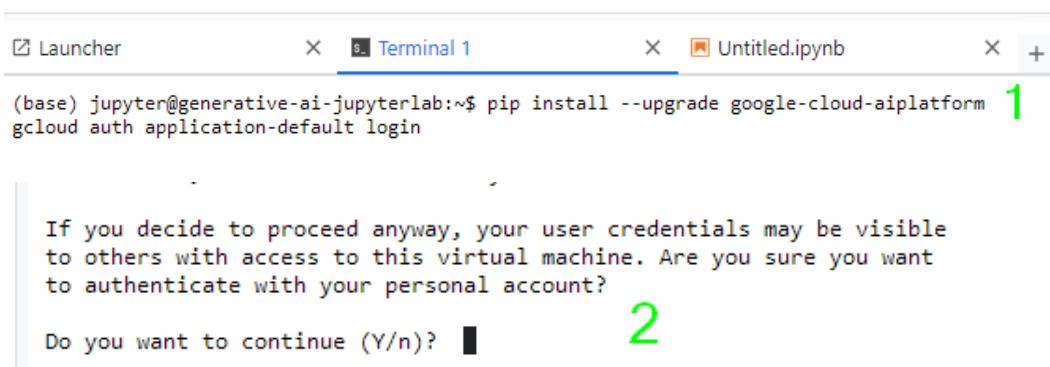 Launcher
Terminal 1
Untitled.ipynb
(base) jupyter@generative-ai-jupyterlab:~$ pip install --upgrade google-cloud-aiplatform
1
gcloud auth application-default login
If you decide to proceed anyway, your user credentials may be visible
to others with access to this virtual machine. Are you sure you want
to authenticate with your personal account?
2
Do you want to continue (Y/n)?